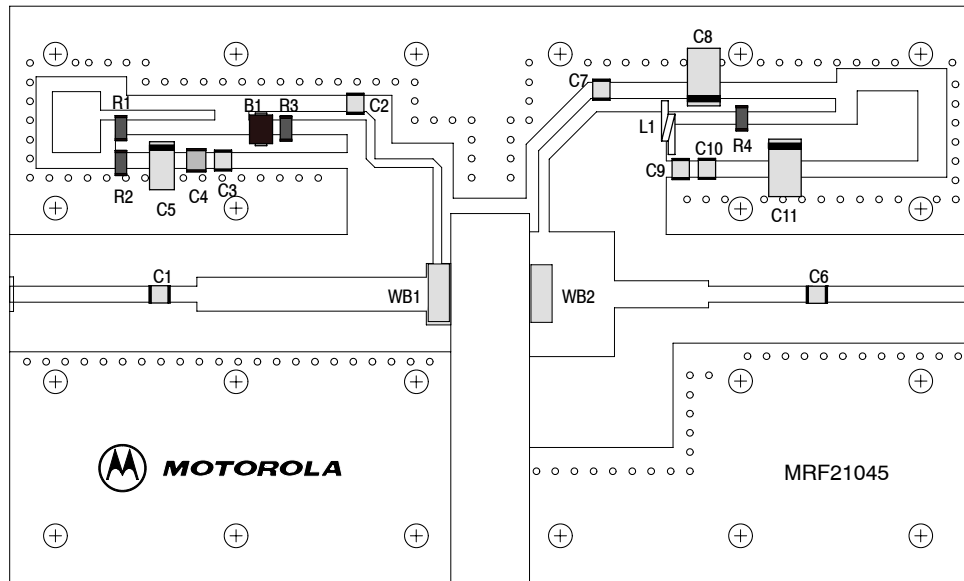 C8
C7
R1
B1
R3
C2
L1
R4
C9
C10
R2
C5
C4
C3
C11
C1
C6
WB1
WB2
MOTOROLA
MRF21045